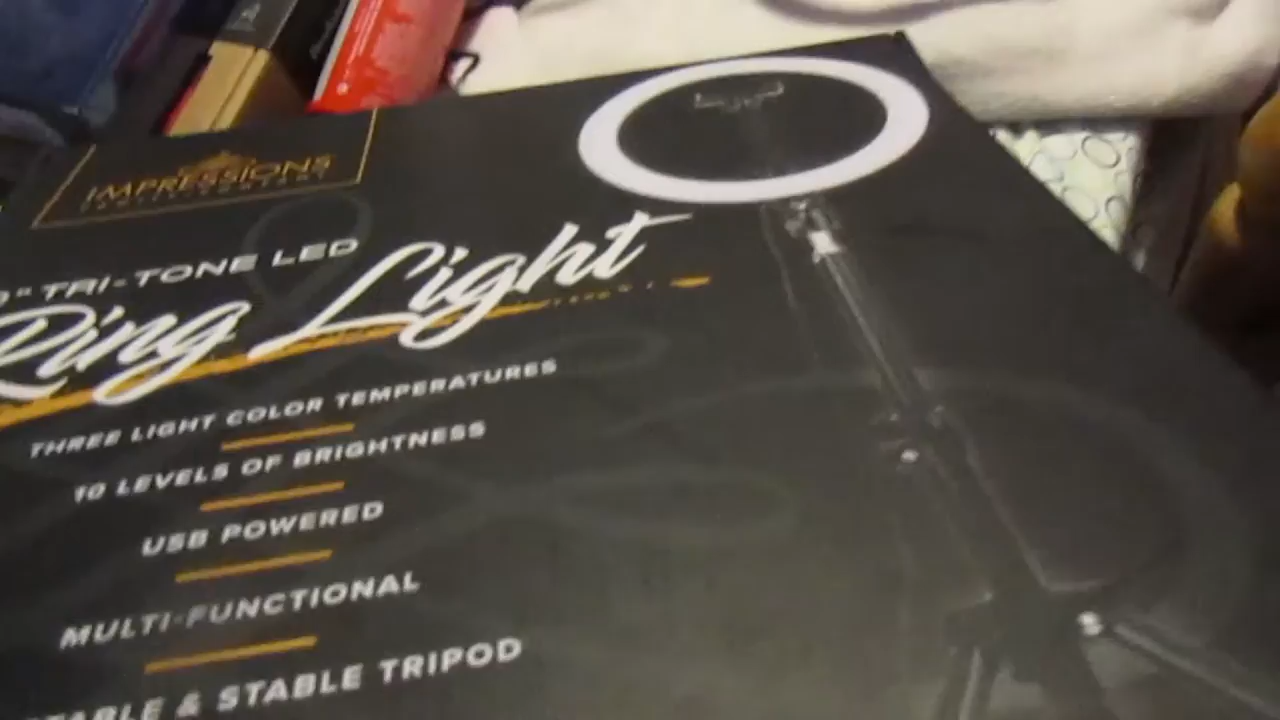 IMPRESSIONS
TRI-TONE LED
Ring Light
THREE LIGHT COLOR TEMPERATURES
10 LEVELS OF BRIGHTNESS
USB POWERED
MULTI-FUNCTIONAL
& STABLE TRIPOD